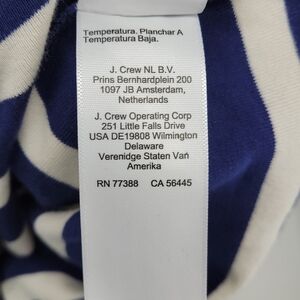 Temperatura. Planchar A
Temperatura Baja.
J. Crew NL B.V.
Prins Bernhardplein 200
1097 JB Amsterdam,
Netherlands
J. Crew Operating Corp
251 Little Falls Drive
USA DE19808 Wilmington
Delaware
Verenidge Staten Van
Amerika
RN 77388 CA 56445